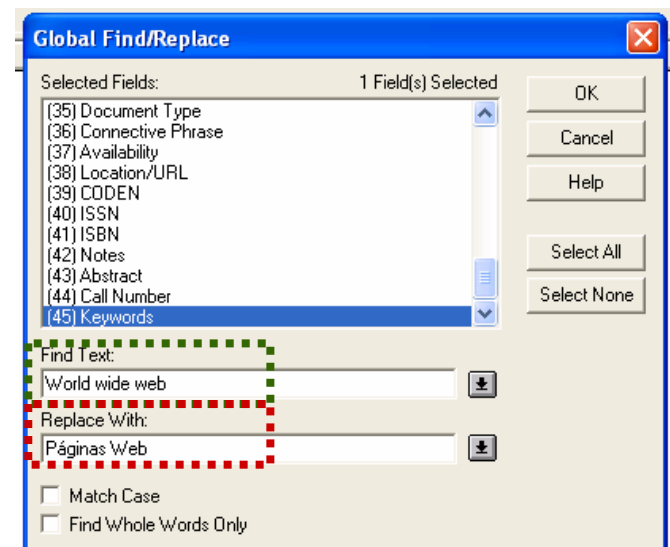 Global Find/Replace
Selected Fields: 1 Field(s) Selected
(35) Document Type
(36) Connective Phrase
(37) Availability
(38) Location/URL
(39) CODEN
(40) ISSN
(41) ISBN
(42) Notes
(43) Abstract
(44) Call Number
(45) Keywords
OK
Cancel
Help
Select All
Select None
Find Text:
World wide web
Replace With:
Páginas Web
Match Case
Find Whole Words Only